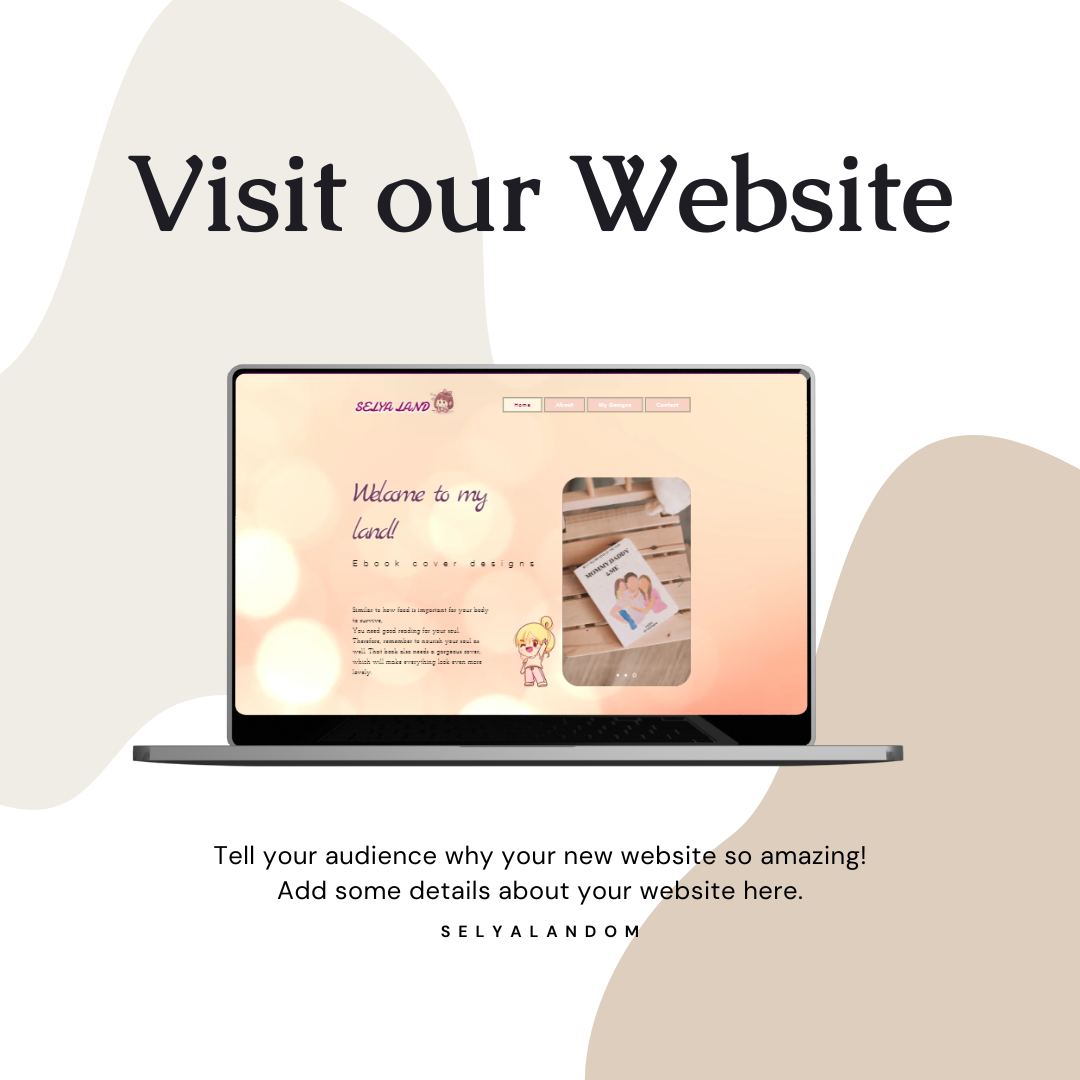 Visit our Website
SELYA LAND
Home About My Designs Contact
Welcome to my
land!
Ebook cover designs
Similar to how food is important for your body
to survive,
You need good reading for your soul.
Therefore, remember to nourish your soul as
well. That book also needs a gorgeous cover,
which will make everything look even more
lovely.
MOMMY DADDY
&ME
Tell your audience why your new website so amazing!
Add some details about your website here.
SELYALANDOM